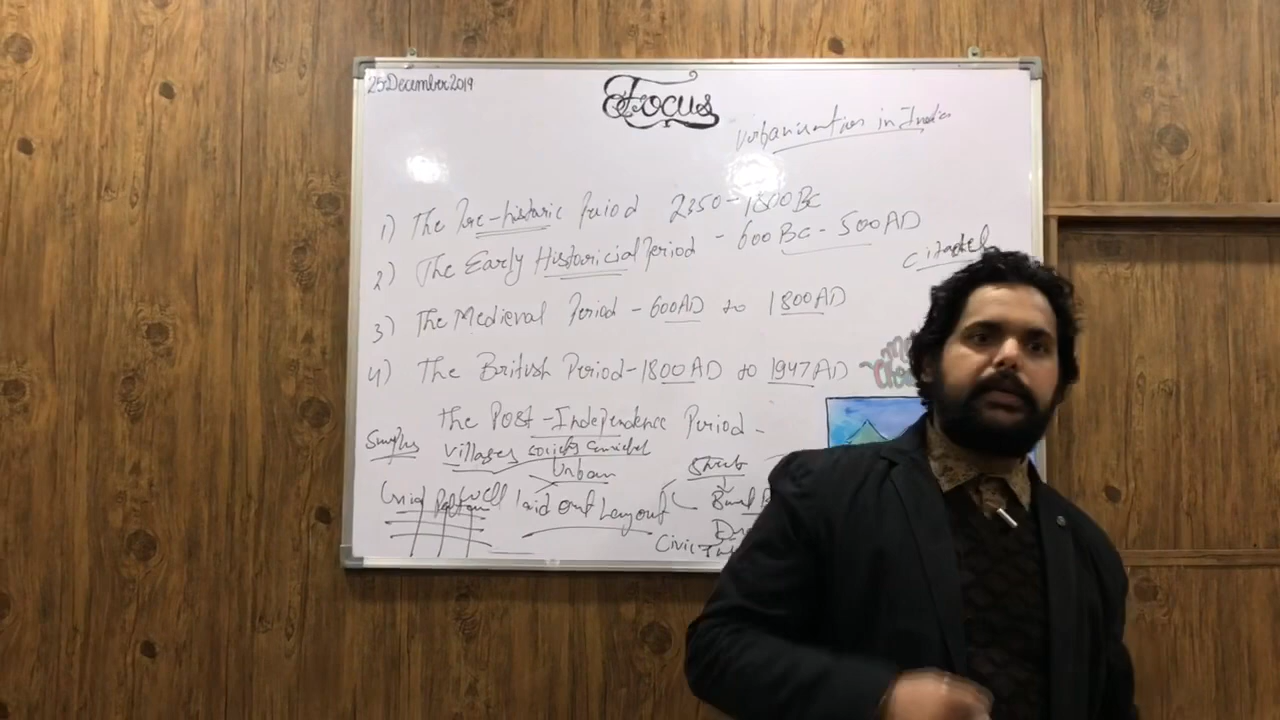 25 December 2019
Focus
Urbanisation in India
1) The Pre-historic Period 2350-1800 BC
2) The Early Historicial Period - 600 BC - 500 AD
Citadel
3) The Medieval Period - 600 AD to 1800 AD
4) The British Period - 1800 AD to 1947 AD
The Post-Independence Period -
Surplus villages society enriched
Urban
Street
Grid Pattern well laid out Layout
Civic